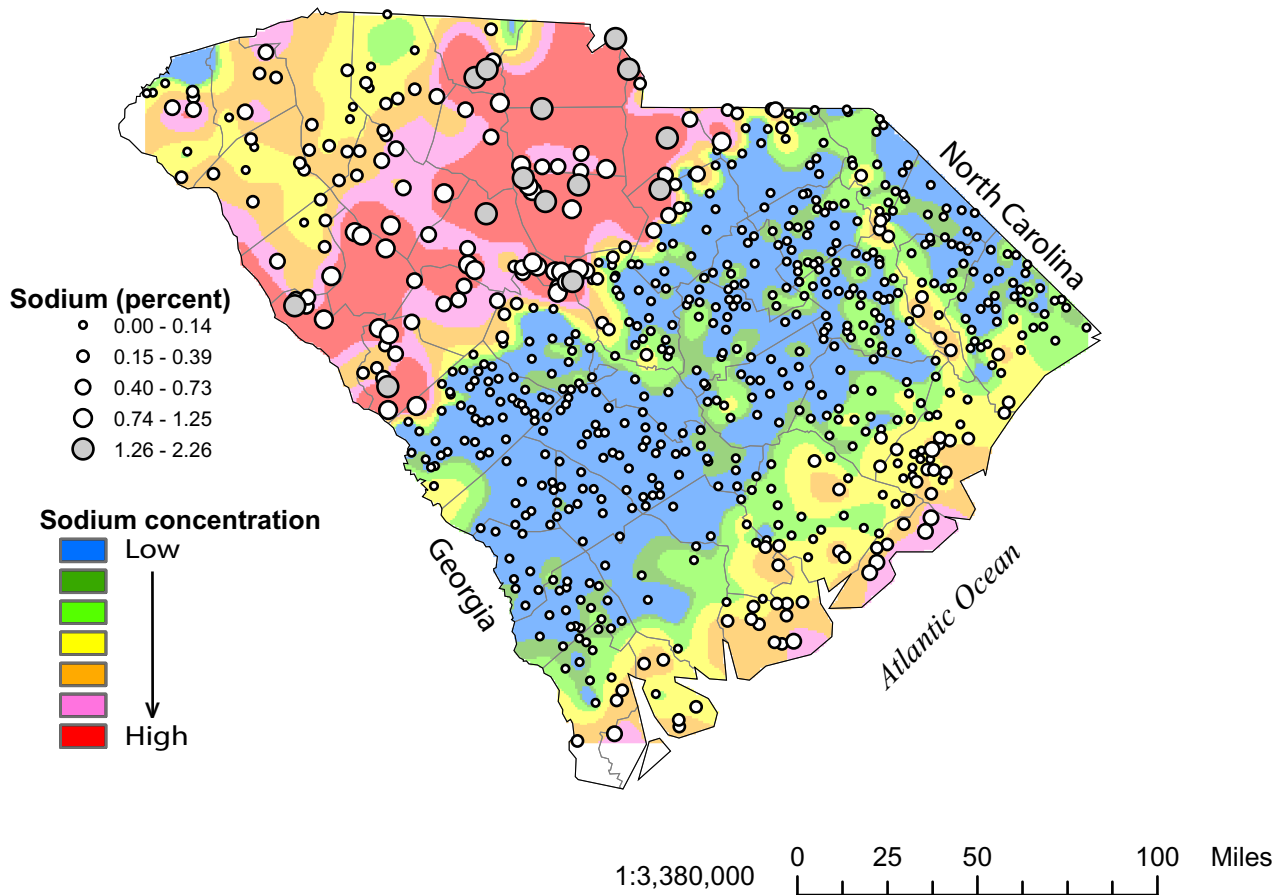 North Carolina
Sodium (percent)
0.00 - 0.14
0.15 - 0.39
0.40 - 0.73
0.74 - 1.25
1.26 - 2.26
Sodium concentration
Low
High
Georgia
Atlantic Ocean
1:3,380,000
0 25 50 100 Miles